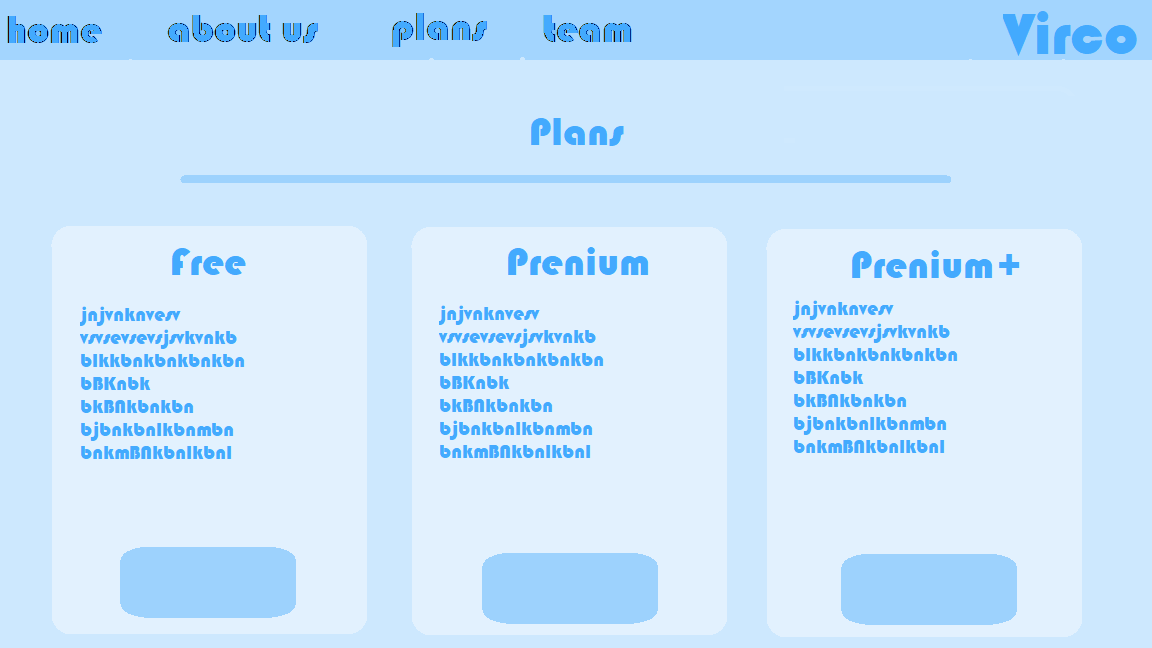 home about us plans team Virco
Plans
Free
jnjvnknvesv
vsvsevsevsjsvkvnkb
blkkbnkbnkbnkbn
bBKnbk
bkBNkbnkbn
bjbnkbnlkbnmbn
bnkmBNkbnlkbnl
Prenium
jnjvnknvesv
vsvsevsevsjsvkvnkb
blkkbnkbnkbnkbn
bBKnbk
bkBNkbnkbn
bjbnkbnlkbnmbn
bnkmBNkbnlkbnl
Prenium+
jnjvnknvesv
vsvsevsevsjsvkvnkb
blkkbnkbnkbnkbn
bBKnbk
bkBNkbnkbn
bjbnkbnlkbnmbn
bnkmBNkbnlkbnl